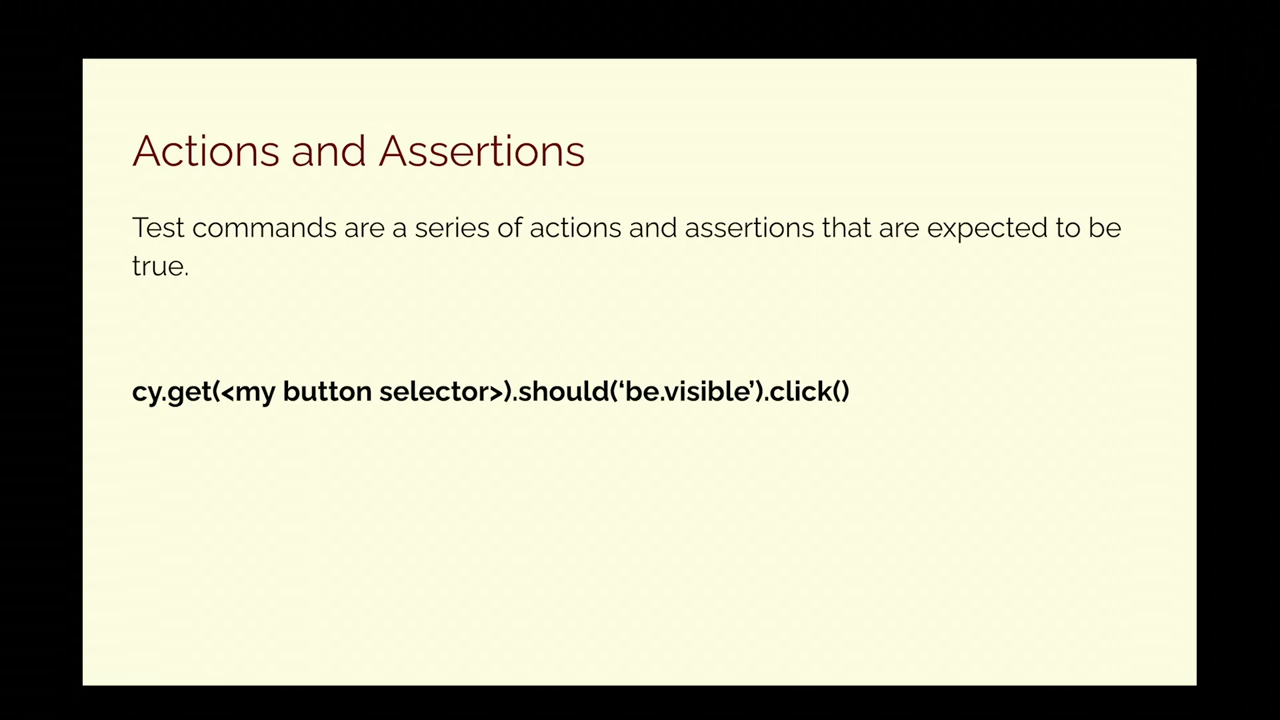 Actions and Assertions
Test commands are a series of actions and assertions that are expected to be
true.
cy.get(<my button selector>).should(‘be.visible’).click()